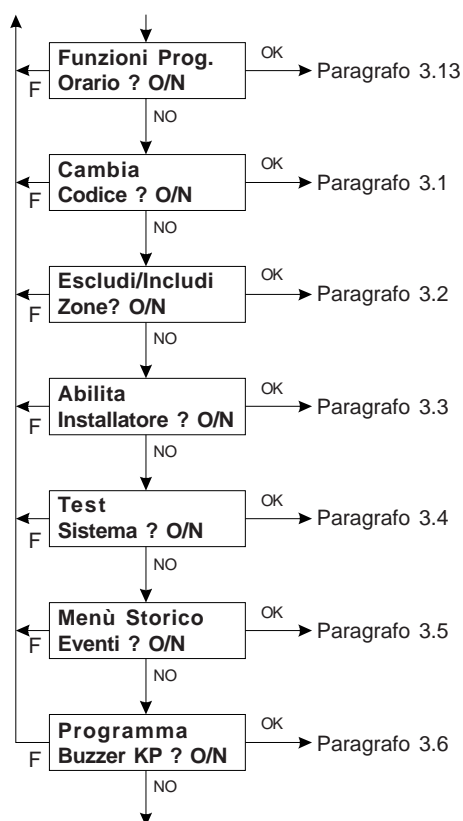 Funzioni Prog.
Orario ? O/N
OK
Paragrafo 3.13
F
NO
Cambia
Codice ? O/N
OK
Paragrafo 3.1
F
NO
Escludi/Includi
Zone? O/N
OK
Paragrafo 3.2
F
NO
Abilita
Installatore ? O/N
OK
Paragrafo 3.3
F
NO
Test
Sistema ? O/N
OK
Paragrafo 3.4
F
NO
Menù Storico
Eventi ? O/N
OK
Paragrafo 3.5
F
NO
Programma
Buzzer KP ? O/N
OK
Paragrafo 3.6
F
NO